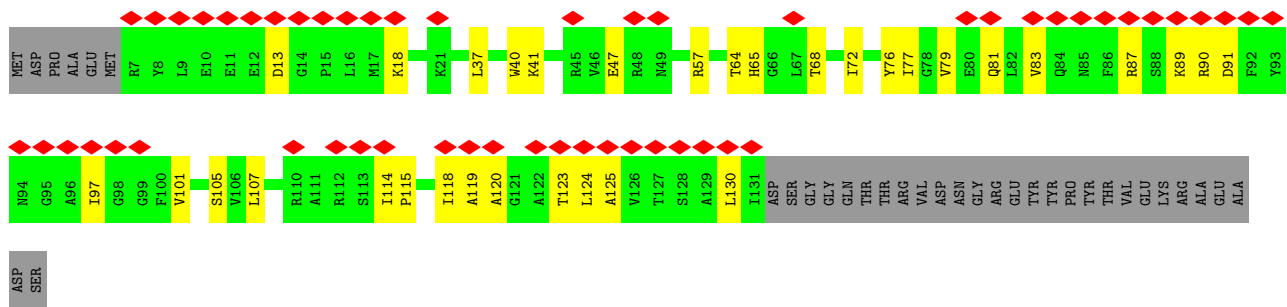 MET ASP PRO ALA GLU MET R7 Y8 L9 E10 E11 E12 D13 G14 P15 L16 M17 K18 K21 L37 W40 K41 R45 V46 E47 R48 N49 R57 T64 H65 G66 L67 T68 I72 Y76 I77 G78 V79 E80 Q81 L82 V83 Q84 N85 F86 R87 S88 K89 R90 D91 F92 Y93
N94 G95 A96 I97 G98 G99 F100 V101 S105 V106 L107 R110 A111 R112 S113 I114 P115 I118 A119 A120 G121 A122 T123 L124 A125 V126 T127 S128 A129 L130 I131 ASP SER GLY GLY GLN THR THR ARG VAL ASP ASN GLY ARG GLU TYR TYR PRO TYR THR VAL GLU LYS ARG ALA GLU ALA
ASP SER